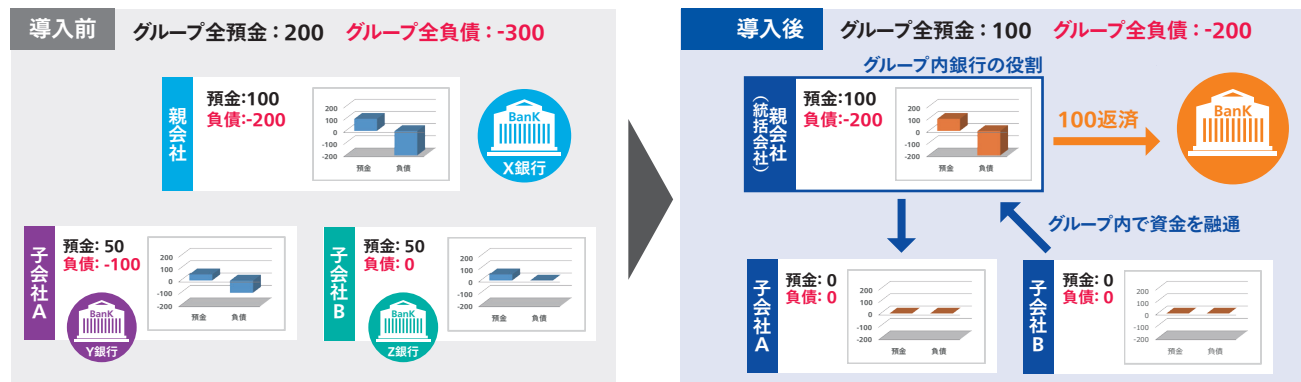 導入前
グループ全預金：200 グループ全負債：-300
親会社
預金:100
負債:-200
200
100
0
-100
-200
預金 負債
BanK
X銀行
子会社A
預金: 50
負債: -100
200
100
0
-100
-200
預金 負債
BanK
Y銀行
子会社B
預金: 50
負債: 0
200
100
0
-100
-200
預金 負債
BanK
Z銀行
導入後
グループ全預金：100 グループ全負債：-200
グループ内銀行の役割
親会社
（統括会社）
預金:100
負債:-200
200
100
0
-100
-200
預金 負債
100返済
BanK
グループ内で資金を融通
子会社A
預金: 0
負債: 0
200
100
0
-100
-200
預金 負債
子会社B
預金: 0
負債: 0
200
100
0
-100
-200
預金 負債